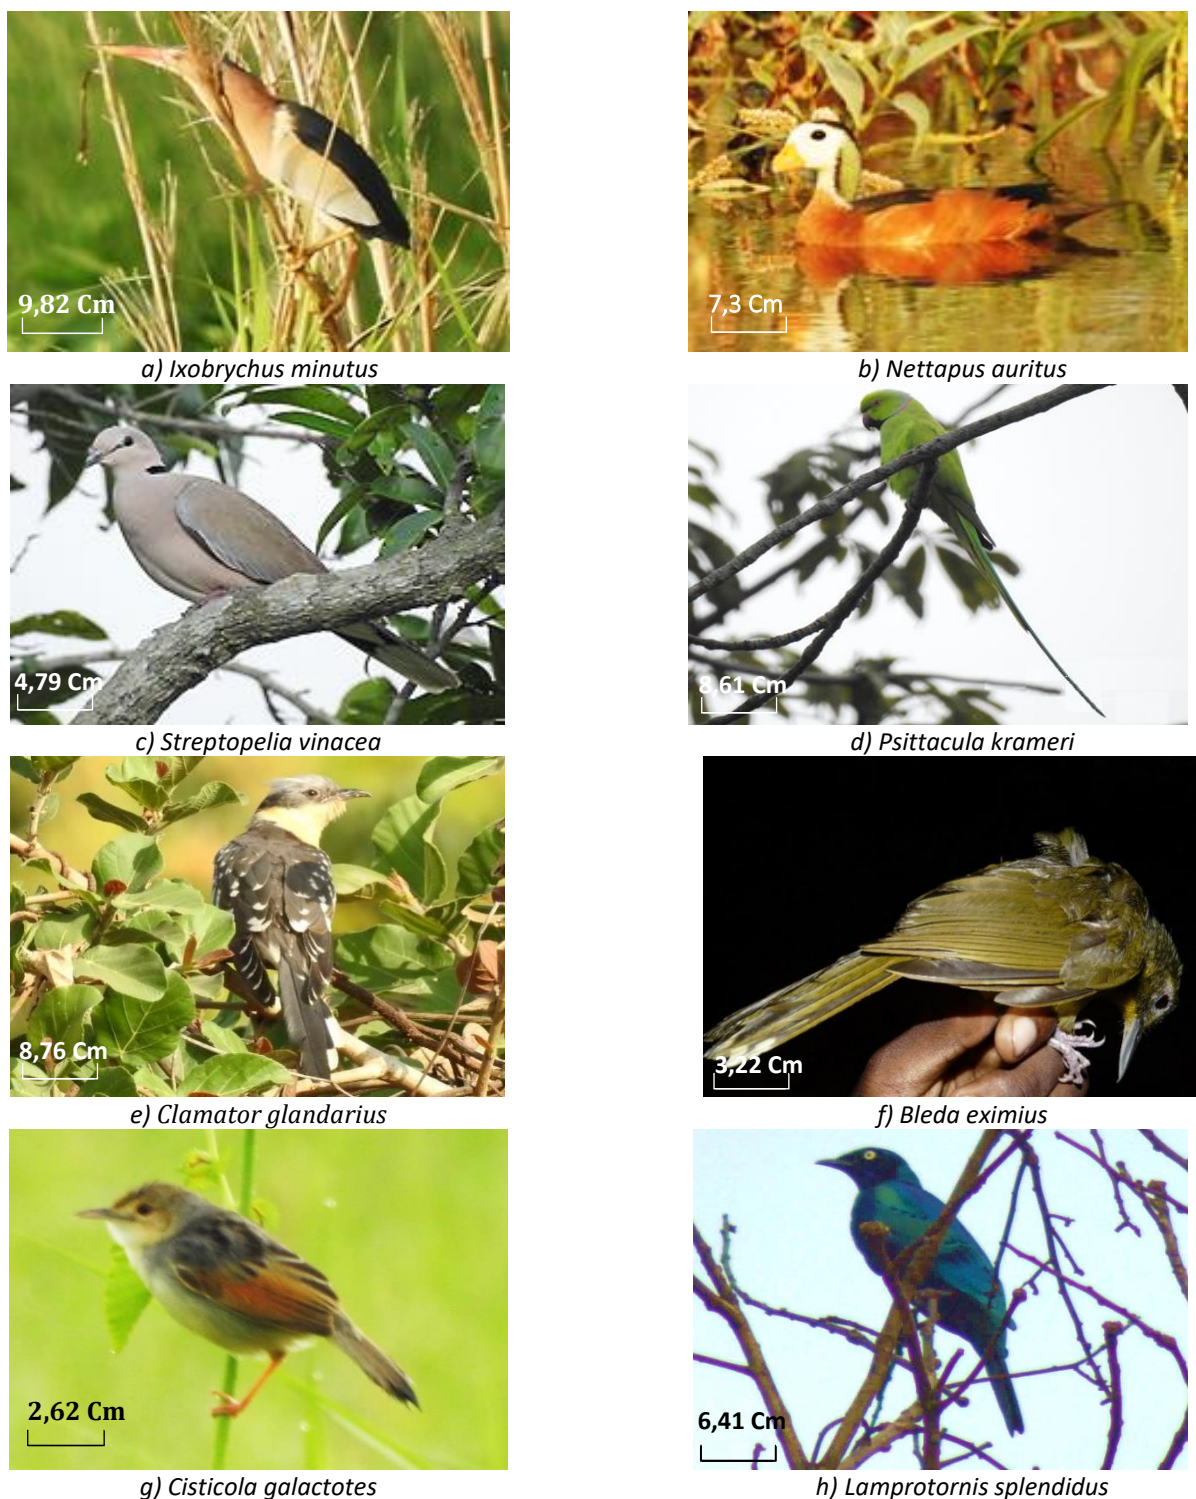 9,82 Cm
7,3 Cm
a) Ixobrychus minutus
b) Nettapus auritus
4,79 Cm
8,61 Cm
c) Streptopelia vinacea
d) Psittacula krameri
8,76 Cm
3,22 Cm
e) Clamator glandarius
f) Bleda eximius
2,62 Cm
6,41 Cm
g) Cisticola galactotes
h) Lamprotornis splendidus